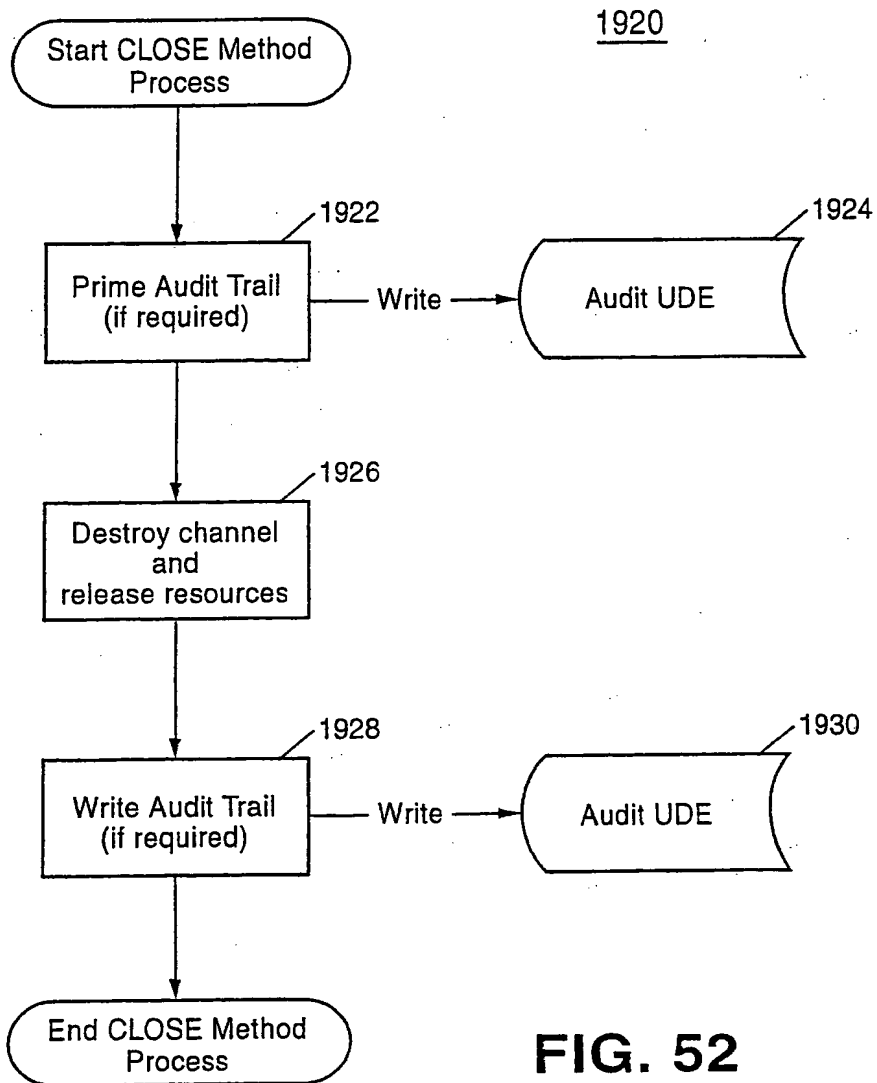 1920
Start CLOSE Method
Process
1922
Prime Audit Trail
(if required)
Write
1924
Audit UDE
1926
Destroy channel
and
release resources
1928
Write Audit Trail
(if required)
Write
1930
Audit UDE
End CLOSE Method
Process
FIG. 52